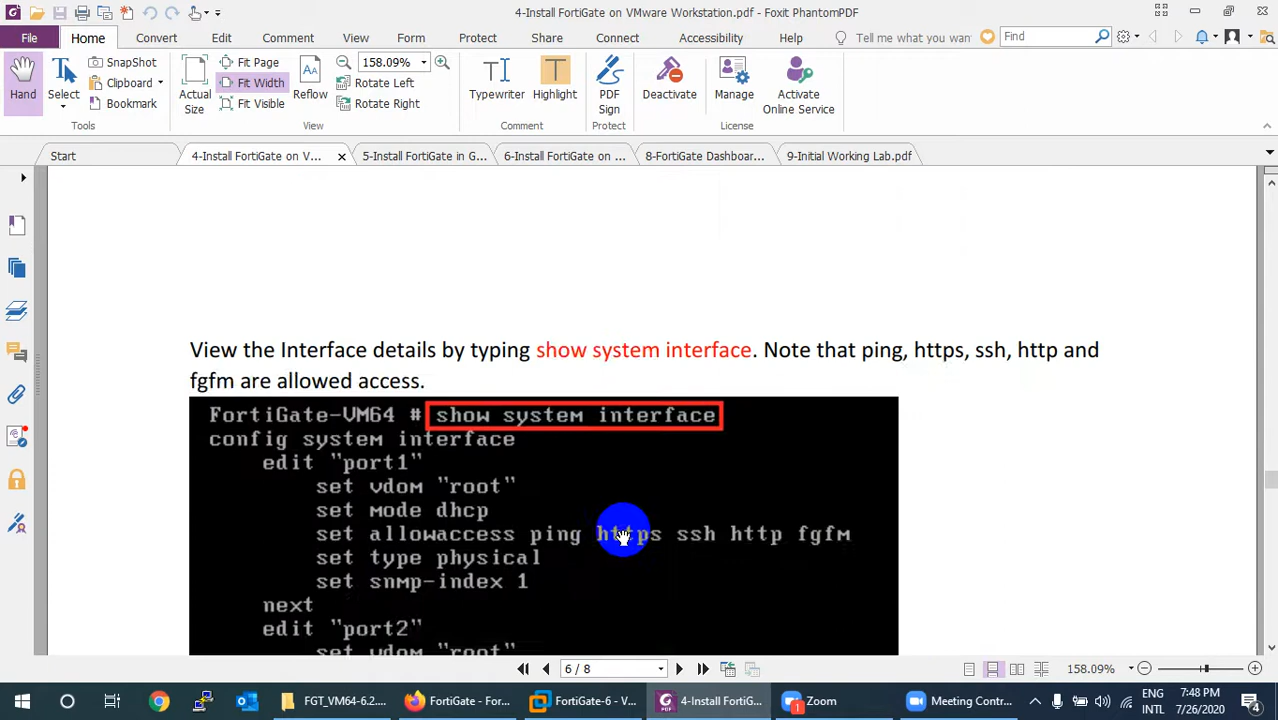 4-Install FortiGate on VMware Workstation.pdf - Foxit PhantomPDF
File Home Convert Edit Comment View Form Protect Share Connect Accessibility Help Tell me what you want... Find
Hand
Select
SnapShot
Clipboard
Bookmark
Tools
Actual Size
Fit Page
Fit Width
Fit Visible
Reflow
158.09%
Rotate Left
Rotate Right
View
Typewriter
Highlight
Comment
PDF Sign
Protect
Deactivate
Manage
License
Activate Online Service
Start 4-Install FortiGate on V... 5-Install FortiGate in G... 6-Install FortiGate on ... 8-FortiGate Dashboar... 9-Initial Working Lab.pdf
View the Interface details by typing show system interface. Note that ping, https, ssh, http and
fgfm are allowed access.
FortiGate-VM64 # show system interface
config system interface
edit "port1"
set vdom "root"
set mode dhcp
set allowaccess ping https ssh http fgfm
set type physical
set snmp-index 1
next
edit "port2"
set vdom "root"
6 / 8
158.09%
FGT_VM64-6.2.... FortiGate - For... FortiGate-6 - V... 4-Install FortiG... Zoom 1 Meeting Contr...
ENG
INTL
7:48 PM
7/26/2020
4